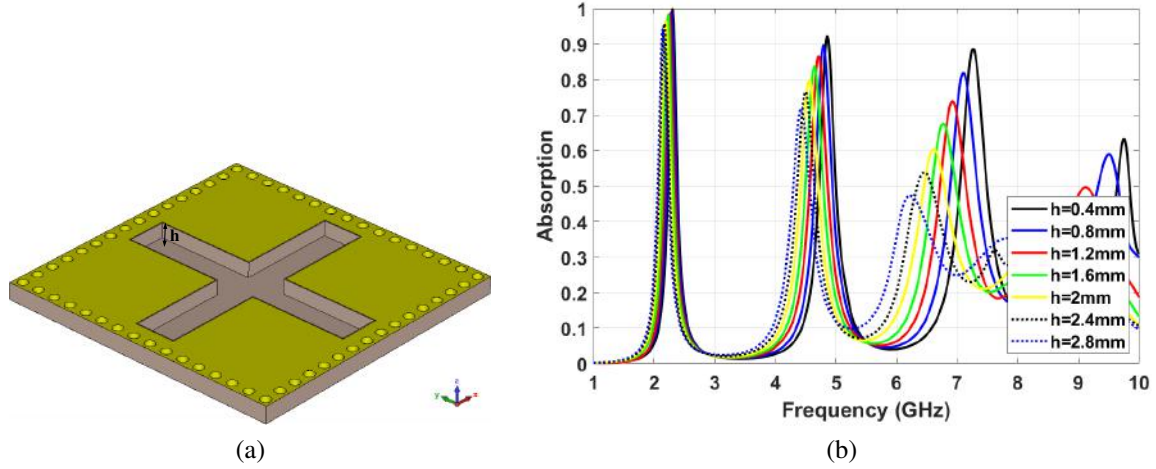 h
z
y
x
(a)
1
0.9
0.8
0.7
0.6
0.5
0.4
0.3
0.2
0.1
0
Absorption
1 2 3 4 5 6 7 8 9 10
Frequency (GHz)
h=0.4mm
h=0.8mm
h=1.2mm
h=1.6mm
h=2mm
h=2.4mm
h=2.8mm
(b)